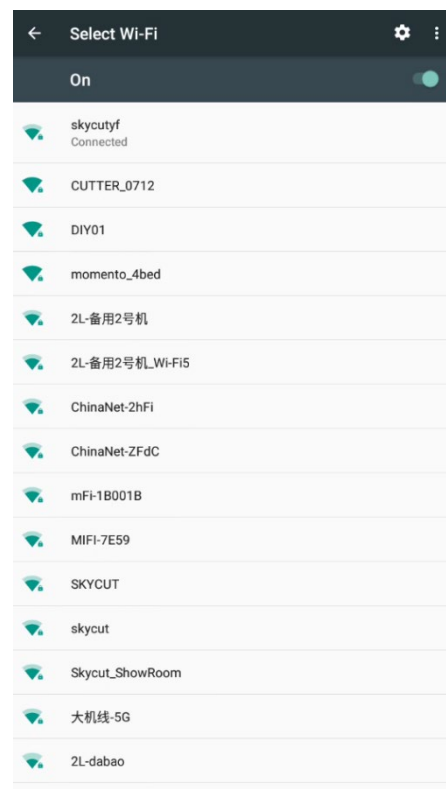 Select Wi-Fi
On
skycutyf
Connected
CUTTER_0712
DIY01
momento_4bed
2L-备用2号机
2L-备用2号机_Wi-Fi5
ChinaNet-2hFi
ChinaNet-ZFdC
mFi-1B001B
MIFI-7E59
SKYCUT
skycut
Skycut_ShowRoom
大机线-5G
2L-dabao